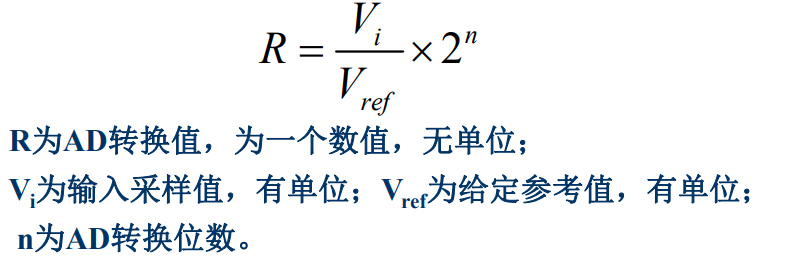 R = V_i / V_ref × 2^n
R为AD转换值，为一个数值，无单位；
V_i为输入采样值，有单位；V_ref为给定参考值，有单位；
n为AD转换位数。